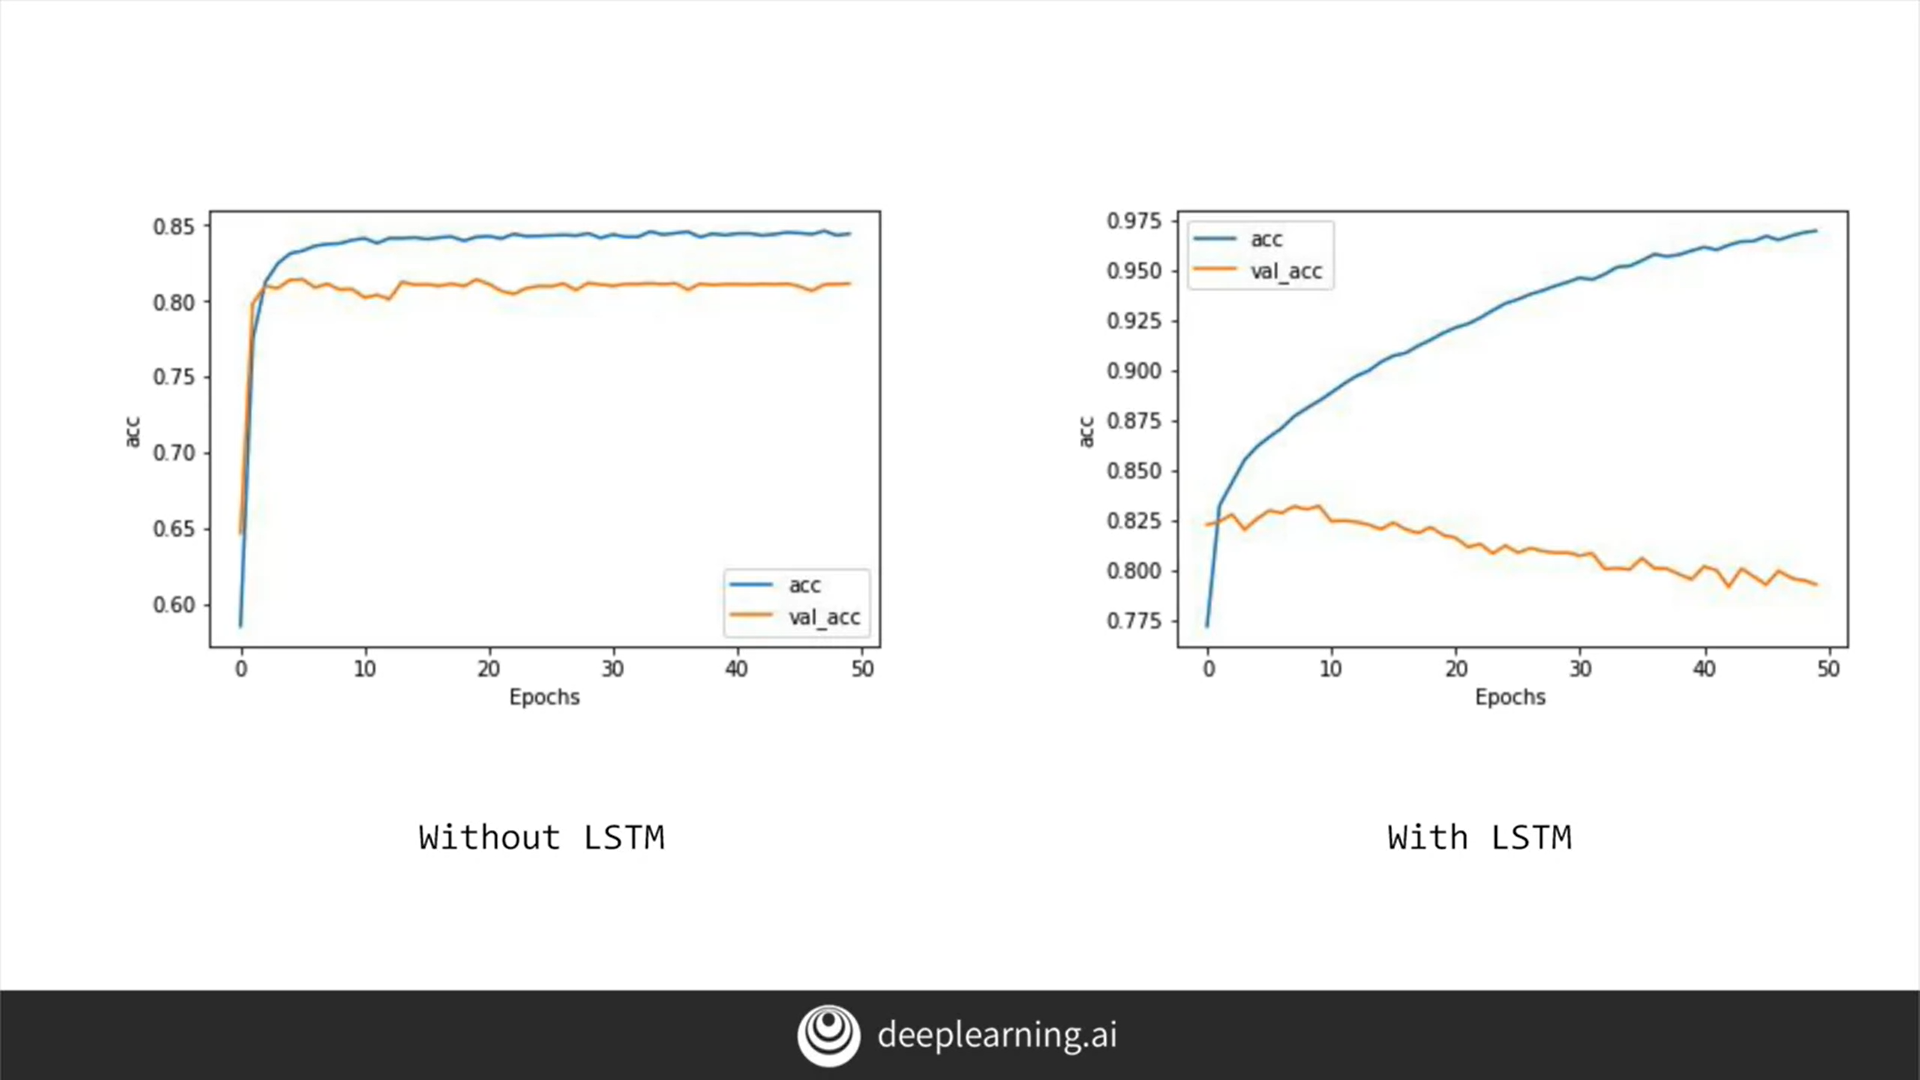 0.85
0.80
0.75
0.70
0.65
0.60
acc
0 10 20 30 40 50
Epochs
acc
val_acc
Without LSTM
0.975
0.950
0.925
0.900
0.875
0.850
0.825
0.800
0.775
acc
acc
val_acc
0 10 20 30 40 50
Epochs
With LSTM
deeplearning.ai